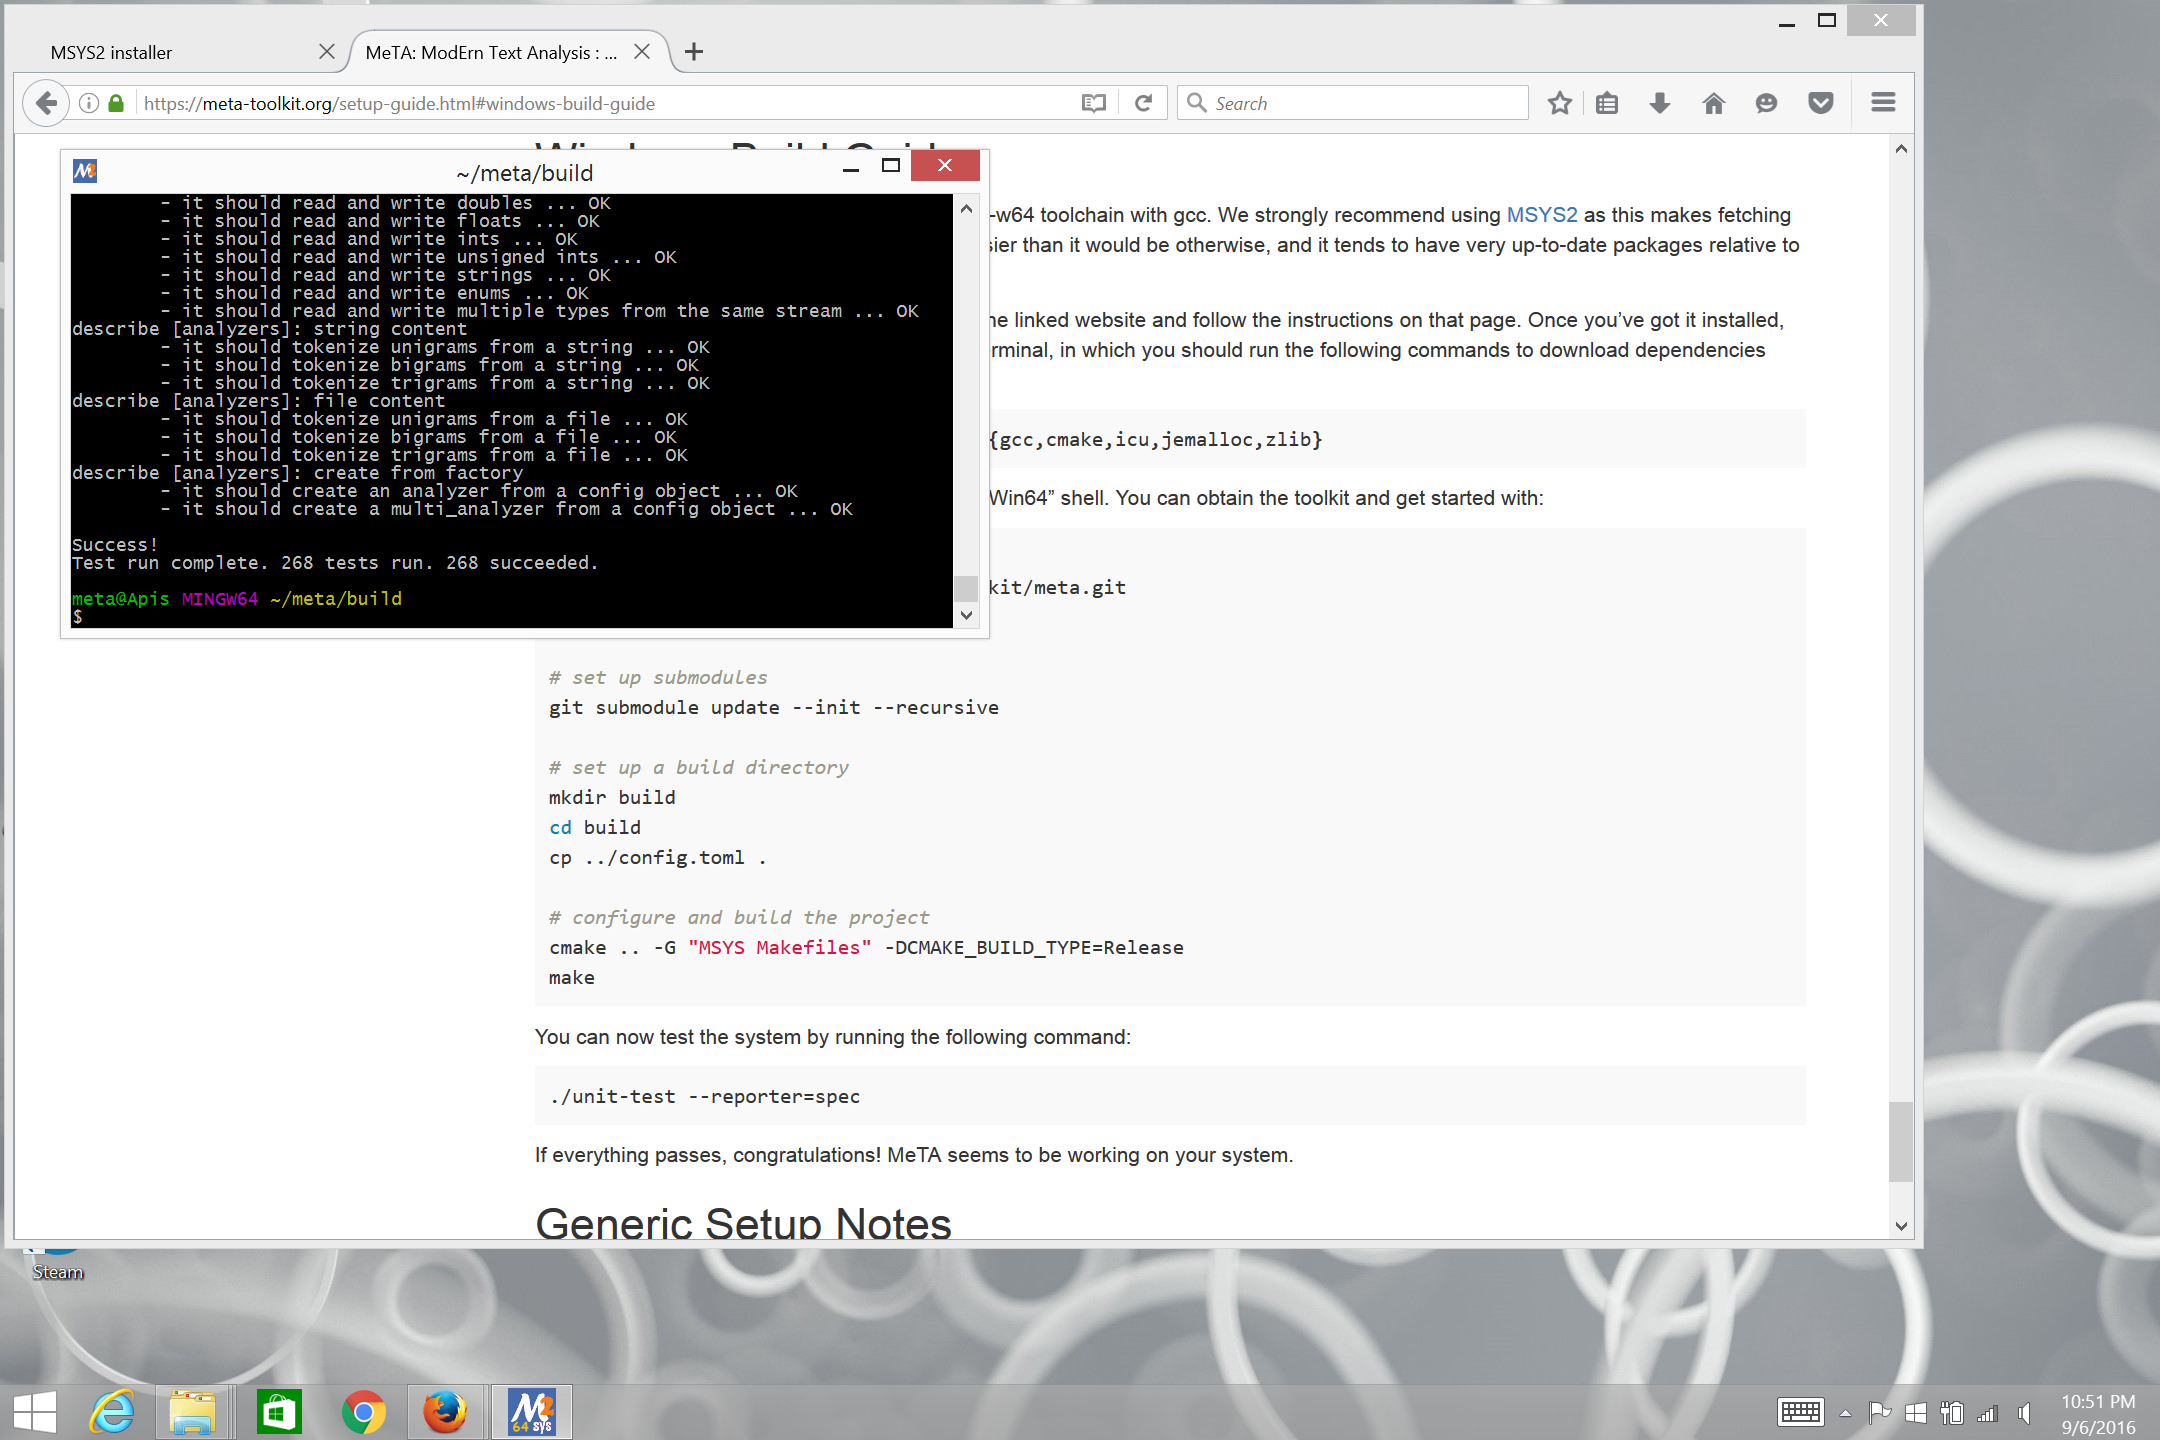 MSYS2 installer
MeTA: ModErn Text Analysis : ...
https://meta-toolkit.org/setup-guide.html#windows-build-guide
Search
~/meta/build
- it should read and write doubles ... OK
- it should read and write floats ... OK
- it should read and write ints ... OK
- it should read and write unsigned ints ... OK
- it should read and write strings ... OK
- it should read and write enums ... OK
- it should read and write multiple types from the same stream ... OK
describe [analyzers]: string content
- it should tokenize unigrams from a string ... OK
- it should tokenize bigrams from a string ... OK
- it should tokenize trigrams from a string ... OK
describe [analyzers]: file content
- it should tokenize unigrams from a file ... OK
- it should tokenize bigrams from a file ... OK
- it should tokenize trigrams from a file ... OK
describe [analyzers]: create from factory
- it should create an analyzer from a config object ... OK
- it should create a multi_analyzer from a config object ... OK
Success!
Test run complete. 268 tests run. 268 succeeded.
meta@Apis MINGW64 ~/meta/build
$
-w64 toolchain with gcc. We strongly recommend using MSYS2 as this makes fetching
than it would be otherwise, and it tends to have very up-to-date packages relative to
linked website and follow the instructions on that page. Once you’ve got it installed,
in which you should run the following commands to download dependencies
{gcc,cmake,icu,jemalloc,zlib}
Win64” shell. You can obtain the toolkit and get started with:
kit/meta.git
# set up submodules
git submodule update --init --recursive
# set up a build directory
mkdir build
cd build
cp ../config.toml .
# configure and build the project
cmake .. -G "MSYS Makefiles" -DCMAKE_BUILD_TYPE=Release
make
You can now test the system by running the following command:
./unit-test --reporter=spec
If everything passes, congratulations! MeTA seems to be working on your system.
Generic Setup Notes
Steam
M2
64 sys
10:51 PM
9/6/2016